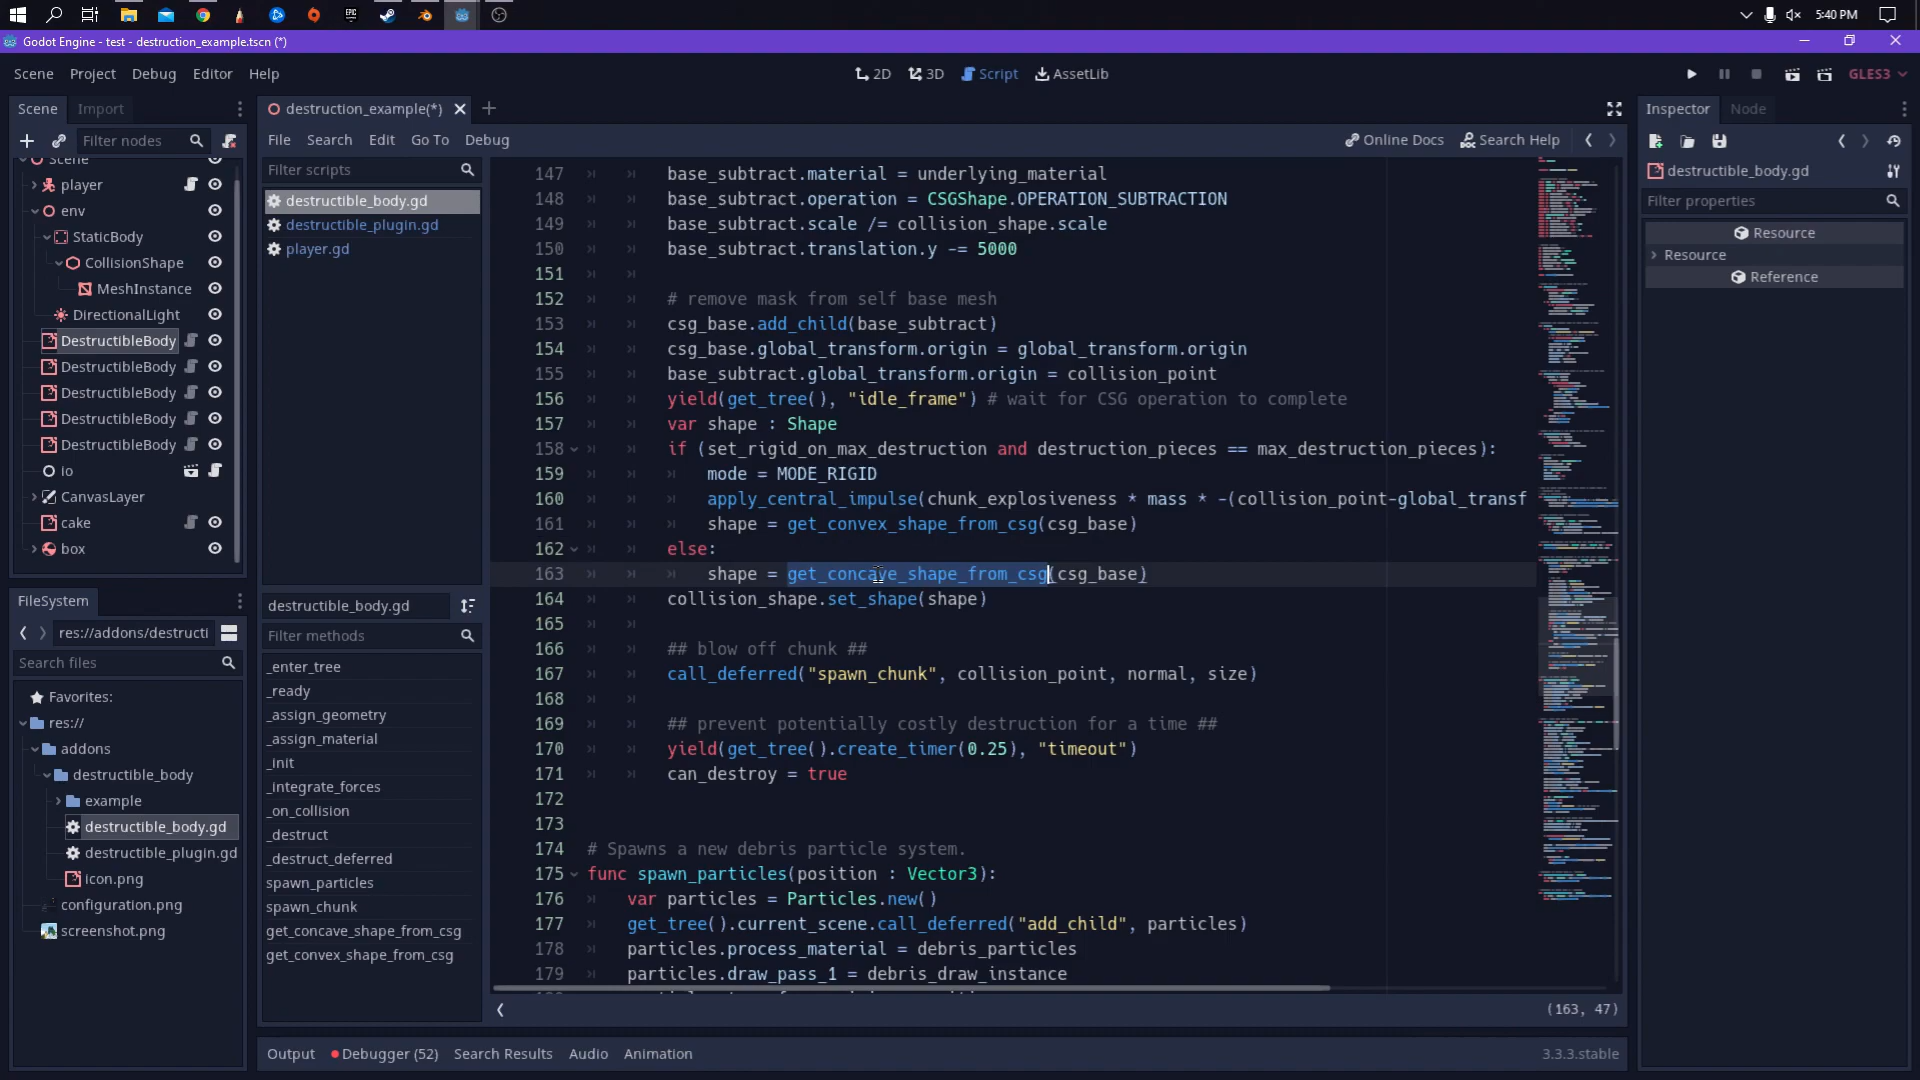 5:40 PM
Godot Engine - test - destruction_example.tscn (*)
Scene Project Debug Editor Help
2D 3D Script AssetLib
GLES3
Scene Import
Filter nodes
Scene
player
env
StaticBody
CollisionShape
MeshInstance
DirectionalLight
DestructibleBody
DestructibleBody
DestructibleBody
DestructibleBody
DestructibleBody
io
CanvasLayer
cake
box
FileSystem
res://addons/destructi
Search files
Favorites:
res://
addons
destructible_body
example
destructible_body.gd
destructible_plugin.gd
icon.png
configuration.png
screenshot.png
destruction_example(*)
File Search Edit Go To Debug
Online Docs Search Help
Filter scripts
destructible_body.gd
destructible_plugin.gd
player.gd
destructible_body.gd
Filter methods
_enter_tree
_ready
_assign_geometry
_assign_material
_init
_integrate_forces
_on_collision
_destruct
_destruct_deferred
spawn_particles
spawn_chunk
get_concave_shape_from_csg
get_convex_shape_from_csg
147 base_subtract.material = underlying_material
148 base_subtract.operation = CSGShape.OPERATION_SUBTRACTION
149 base_subtract.scale /= collision_shape.scale
150 base_subtract.translation.y -= 5000
151
152 # remove mask from self base mesh
153 csg_base.add_child(base_subtract)
154 csg_base.global_transform.origin = global_transform.origin
155 base_subtract.global_transform.origin = collision_point
156 yield(get_tree(), "idle_frame") # wait for CSG operation to complete
157 var shape : Shape
158 if (set_rigid_on_max_destruction and destruction_pieces == max_destruction_pieces):
159 mode = MODE_RIGID
160 apply_central_impulse(chunk_explosiveness * mass * -(collision_point-global_transf
161 shape = get_convex_shape_from_csg(csg_base)
162 else:
163 shape = get_concave_shape_from_csg(csg_base)
164 collision_shape.set_shape(shape)
165
166 ## blow off chunk ##
167 call_deferred("spawn_chunk", collision_point, normal, size)
168
169 ## prevent potentially costly destruction for a time ##
170 yield(get_tree().create_timer(0.25), "timeout")
171 can_destroy = true
172
173
174 # Spawns a new debris particle system.
175 func spawn_particles(position : Vector3):
176 var particles = Particles.new()
177 get_tree().current_scene.call_deferred("add_child", particles)
178 particles.process_material = debris_particles
179 particles.draw_pass_1 = debris_draw_instance
(163, 47)
Output Debugger (52) Search Results Audio Animation
3.3.3.stable
Inspector Node
destructible_body.gd
Filter properties
Resource
Resource
Reference